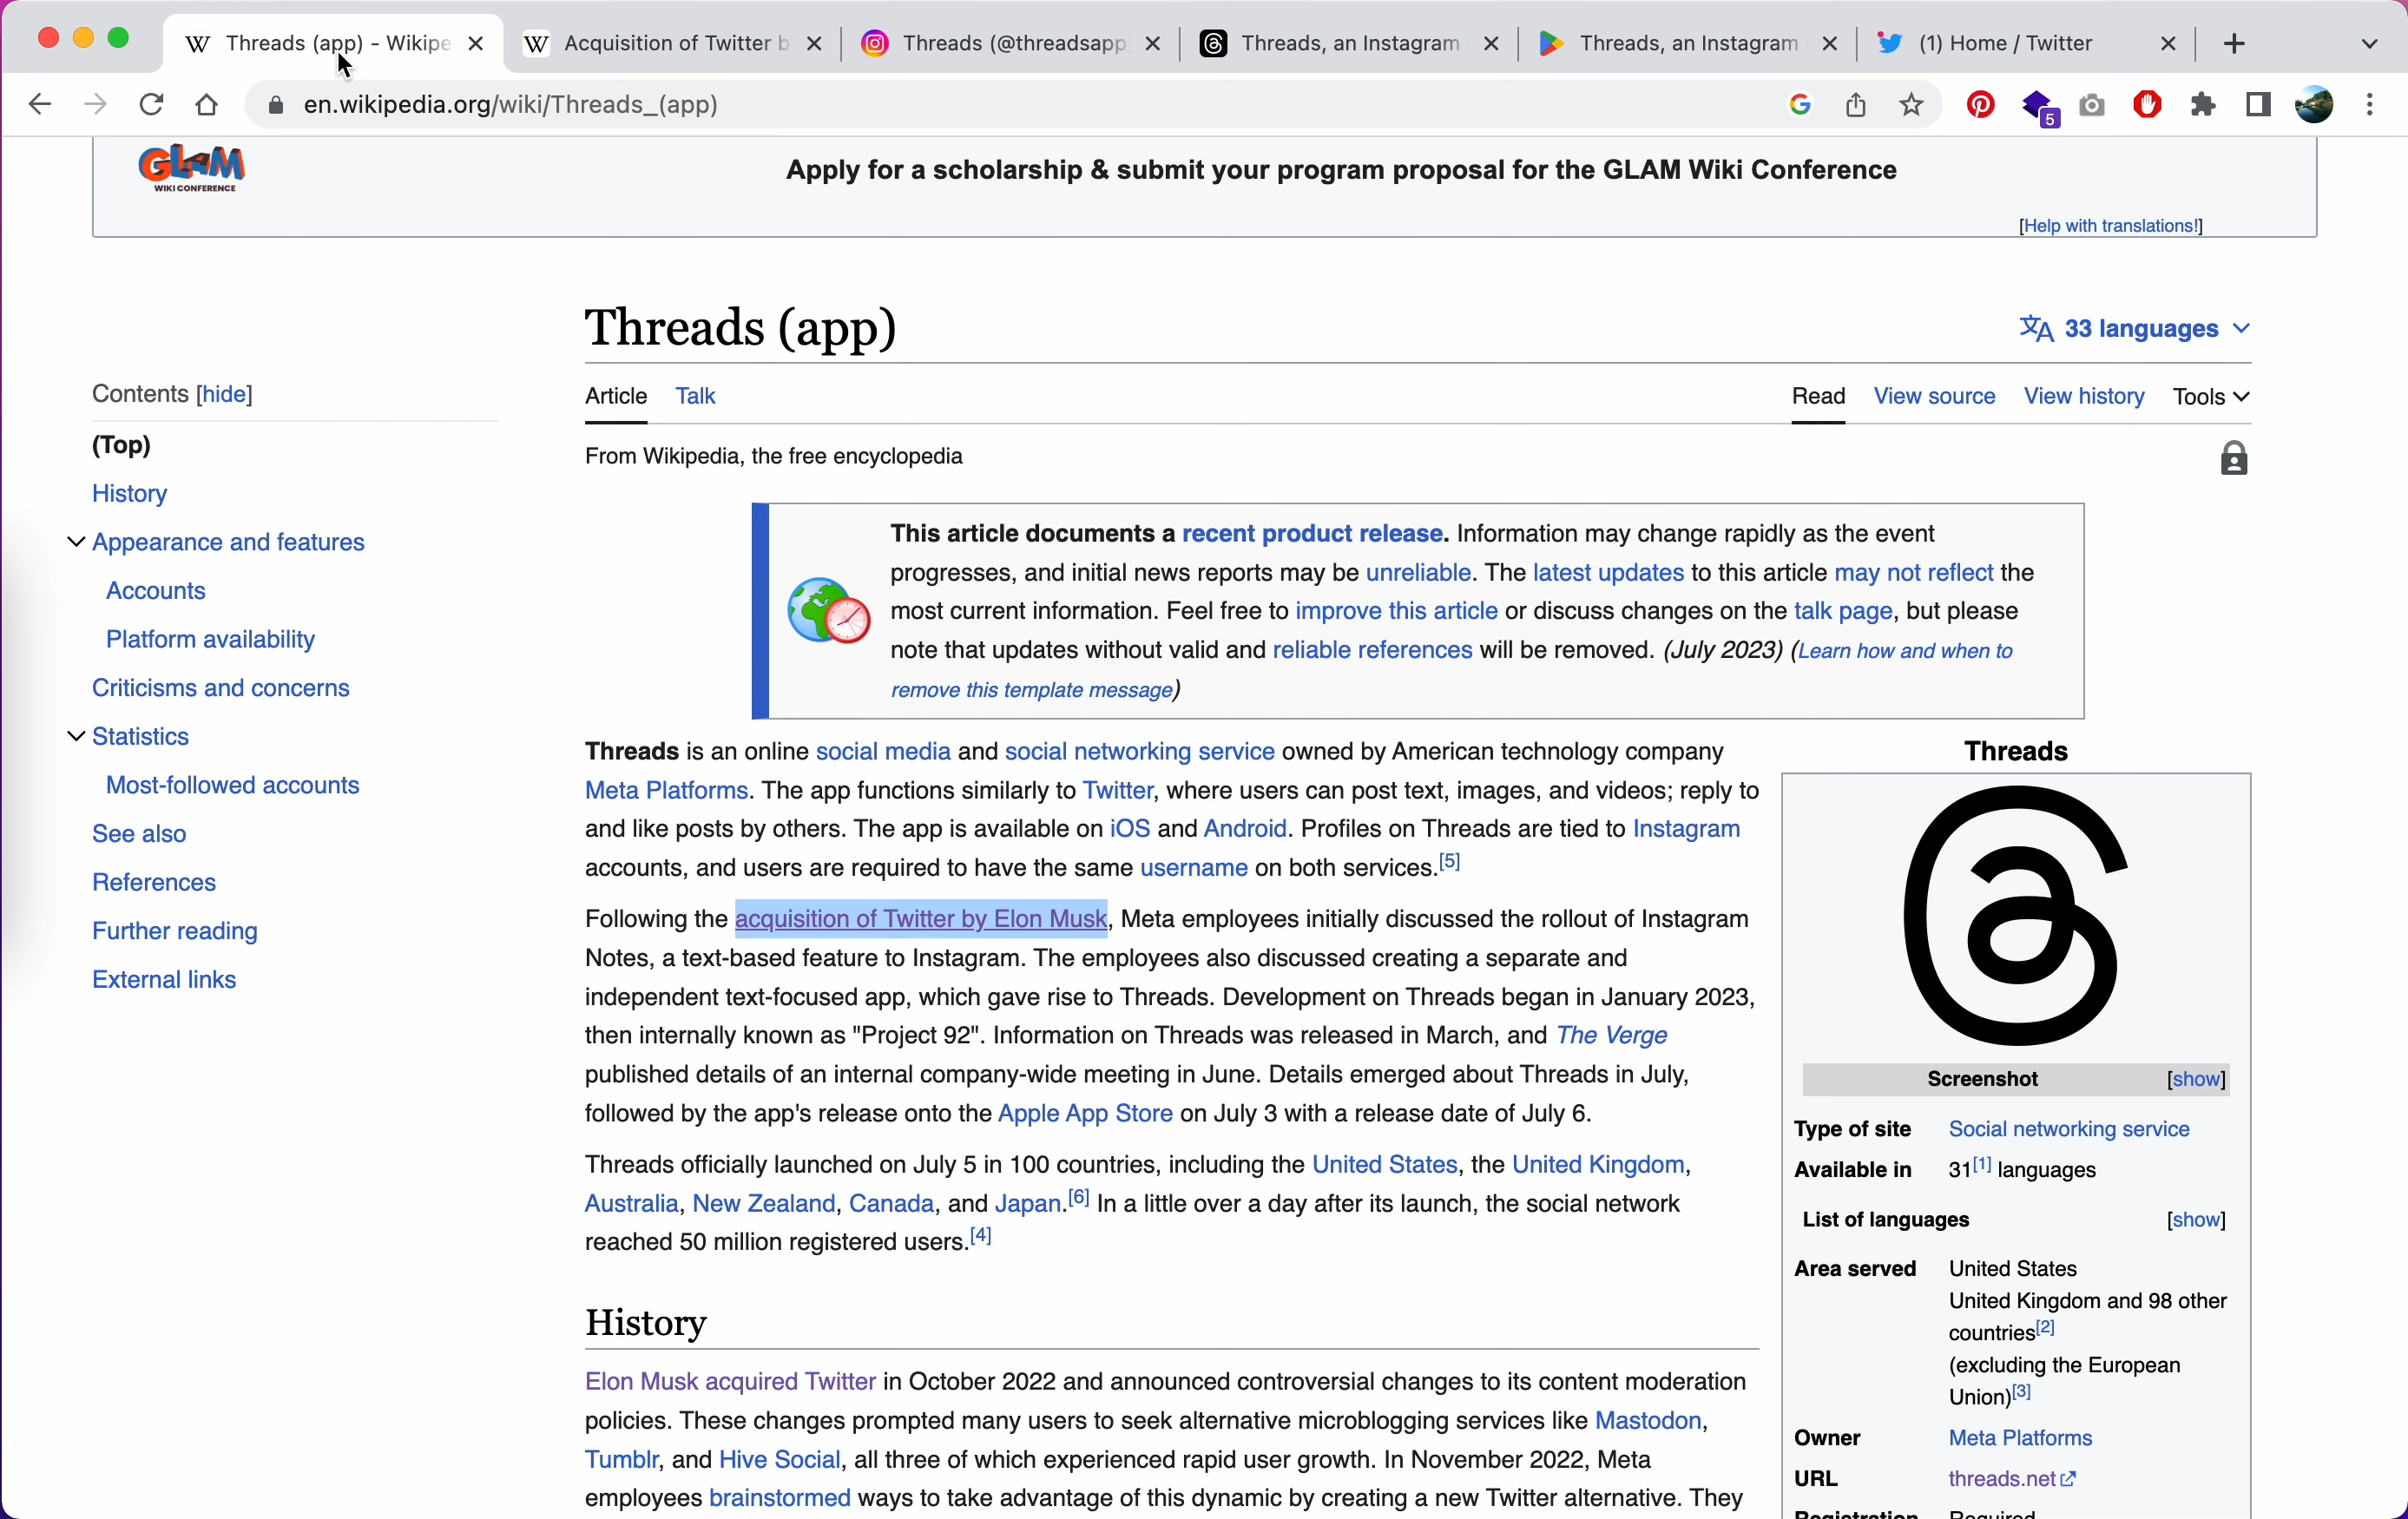 Threads (app) - Wikipe
Acquisition of Twitter b
Threads (@threadsapp
Threads, an Instagram
Threads, an Instagram
(1) Home / Twitter
en.wikipedia.org/wiki/Threads_(app)
5
GLAM
WIKI CONFERENCE
Apply for a scholarship & submit your program proposal for the GLAM Wiki Conference
[Help with translations!]
Threads (app)
33 languages
Contents [hide]
(Top)
History
Appearance and features
Accounts
Platform availability
Criticisms and concerns
Statistics
Most-followed accounts
See also
References
Further reading
External links
Article Talk
Read View source View history Tools
From Wikipedia, the free encyclopedia
This article documents a recent product release. Information may change rapidly as the event
progresses, and initial news reports may be unreliable. The latest updates to this article may not reflect the
most current information. Feel free to improve this article or discuss changes on the talk page, but please
note that updates without valid and reliable references will be removed. (July 2023) (Learn how and when to
remove this template message)
Threads is an online social media and social networking service owned by American technology company
Meta Platforms. The app functions similarly to Twitter, where users can post text, images, and videos; reply to
and like posts by others. The app is available on iOS and Android. Profiles on Threads are tied to Instagram
accounts, and users are required to have the same username on both services.[5]
Following the acquisition of Twitter by Elon Musk, Meta employees initially discussed the rollout of Instagram
Notes, a text-based feature to Instagram. The employees also discussed creating a separate and
independent text-focused app, which gave rise to Threads. Development on Threads began in January 2023,
then internally known as "Project 92". Information on Threads was released in March, and The Verge
published details of an internal company-wide meeting in June. Details emerged about Threads in July,
followed by the app's release onto the Apple App Store on July 3 with a release date of July 6.
Threads officially launched on July 5 in 100 countries, including the United States, the United Kingdom,
Australia, New Zealand, Canada, and Japan.[6] In a little over a day after its launch, the social network
reached 50 million registered users.[4]
History
Elon Musk acquired Twitter in October 2022 and announced controversial changes to its content moderation
policies. These changes prompted many users to seek alternative microblogging services like Mastodon,
Tumblr, and Hive Social, all three of which experienced rapid user growth. In November 2022, Meta
employees brainstormed ways to take advantage of this dynamic by creating a new Twitter alternative. They
Threads
Screenshot [show]
Type of site Social networking service
Available in 31[1] languages
List of languages [show]
Area served United States
United Kingdom and 98 other
countries[2]
(excluding the European
Union)[3]
Owner Meta Platforms
URL threads.net
Registration Required